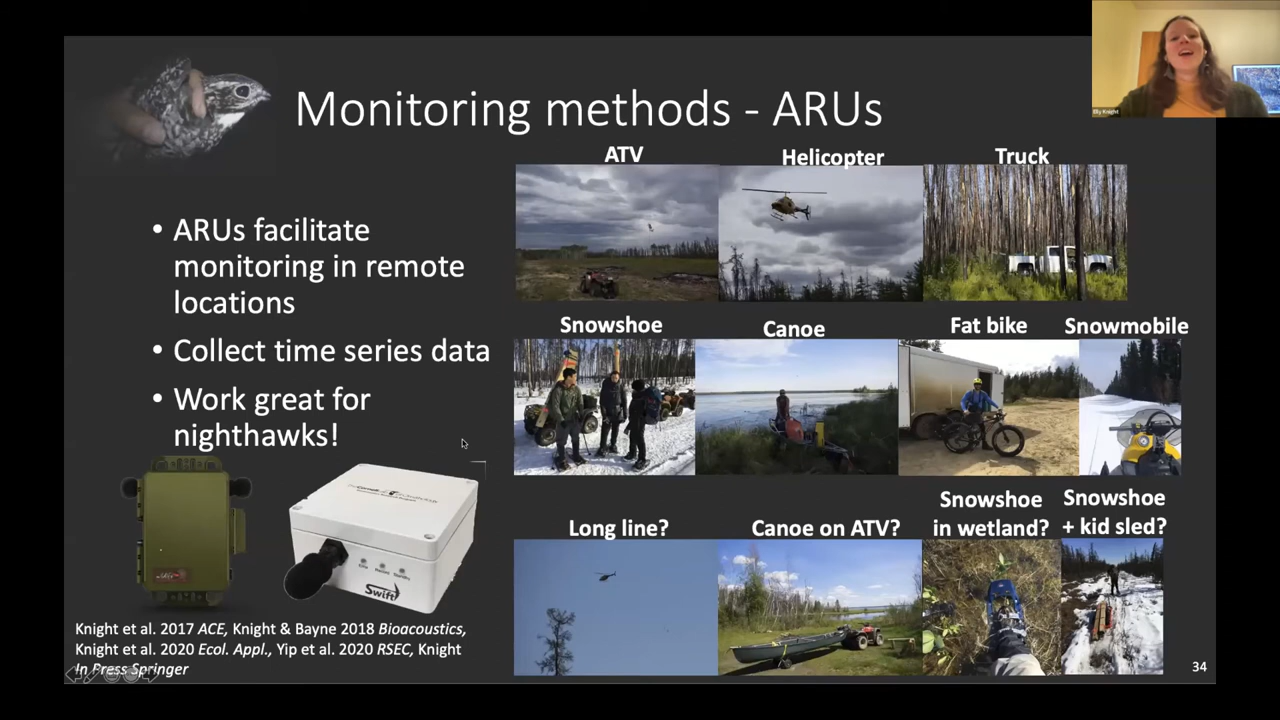 Monitoring methods - ARUs
Elly Knight
• ARUs facilitate
monitoring in remote
locations
• Collect time series data
• Work great for
nighthawks!
ATV
Helicopter
Truck
Snowshoe
Canoe
Fat bike
Snowmobile
Long line?
Canoe on ATV?
Snowshoe
in wetland?
Snowshoe
+ kid sled?
Swift
Knight et al. 2017 ACE, Knight & Bayne 2018 Bioacoustics,
Knight et al. 2020 Ecol. Appl., Yip et al. 2020 RSEC, Knight
In Press Springer
34